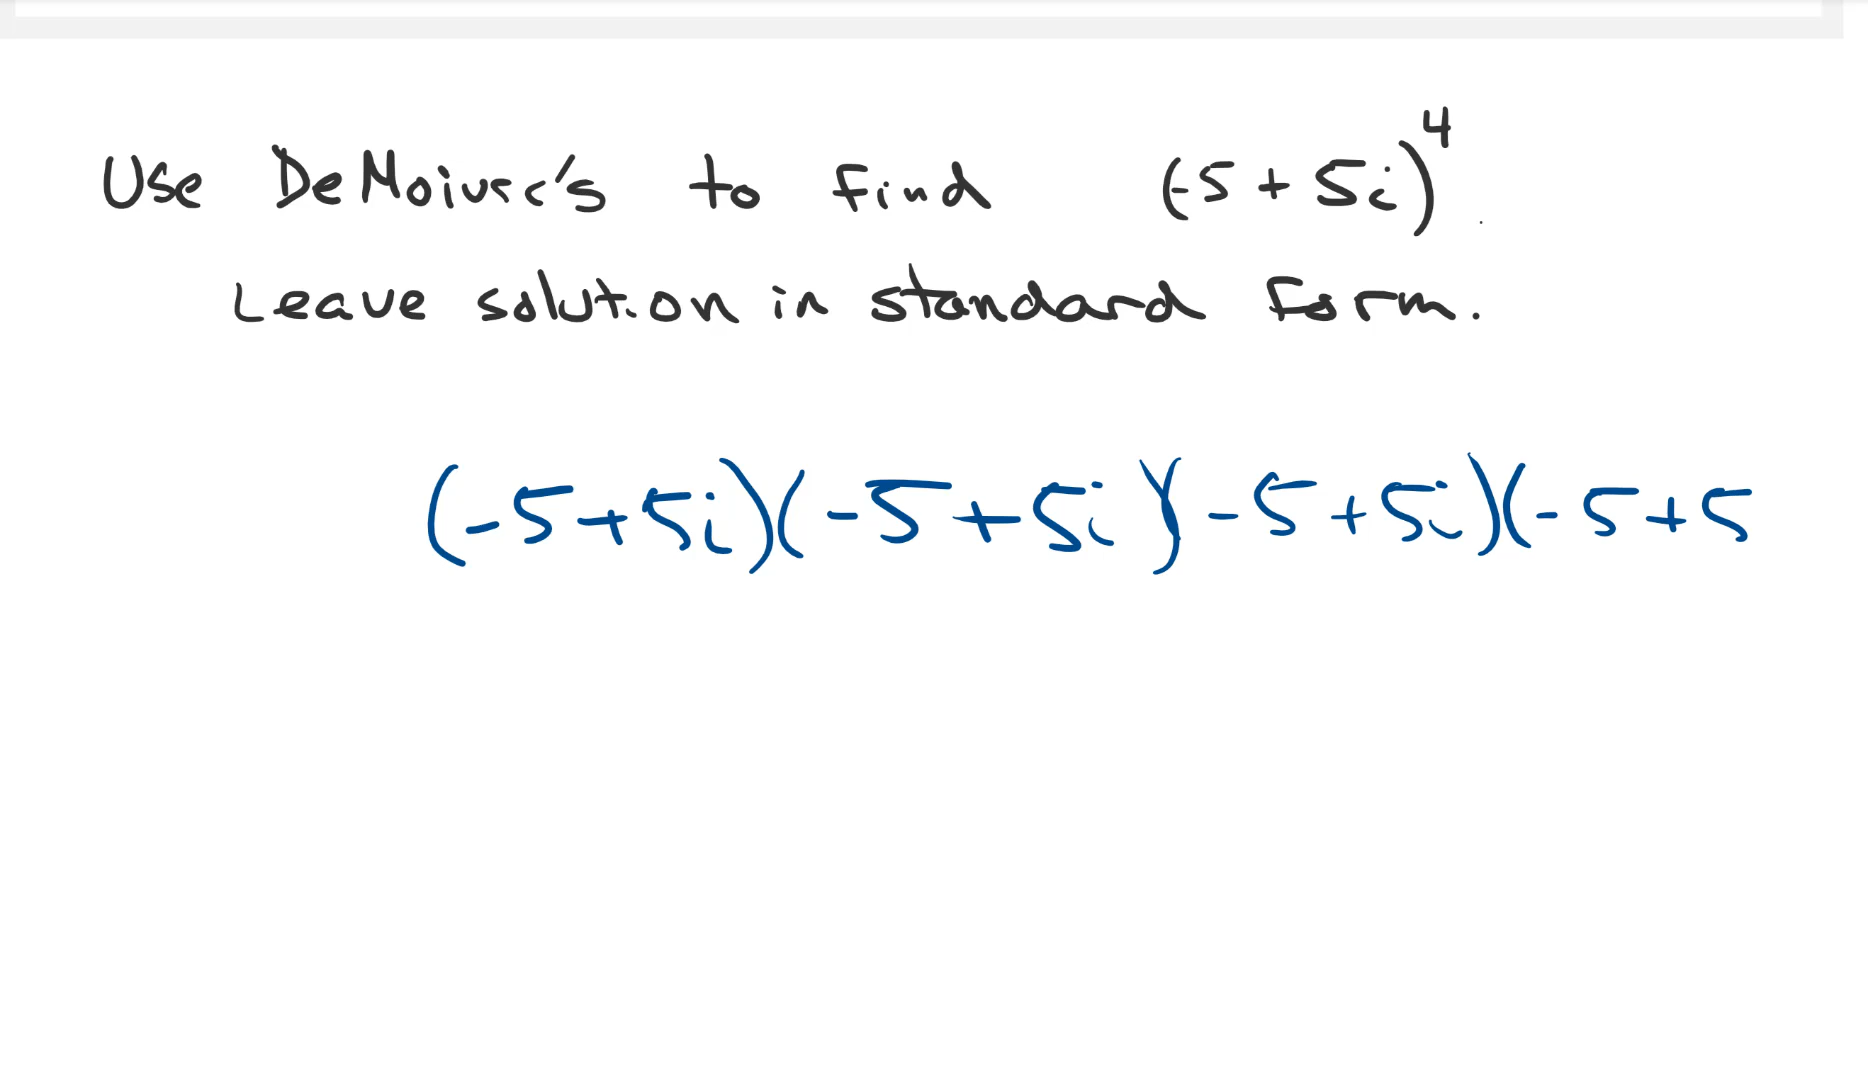 Use DeMoivre's to find (-5 + 5i)⁴.
Leave solution in standard form.
(-5+5i)(-5+5i)(-5+5i)(-5+5